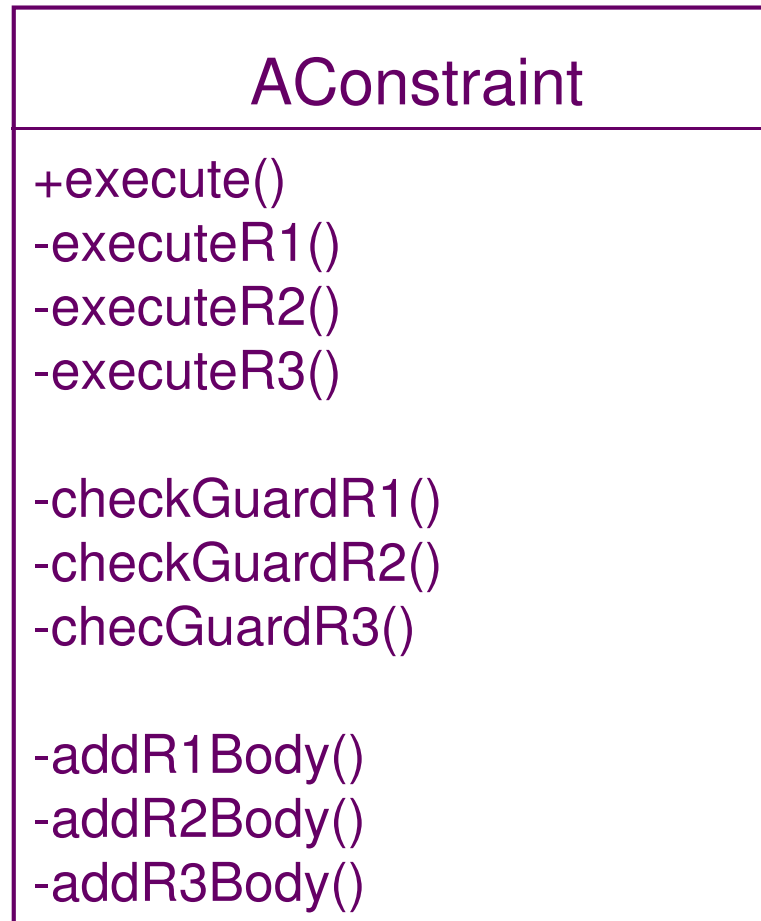 AConstraint
+execute()
-executeR1()
-executeR2()
-executeR3()
-checkGuardR1()
-checkGuardR2()
-checGuardR3()
-addR1Body()
-addR2Body()
-addR3Body()